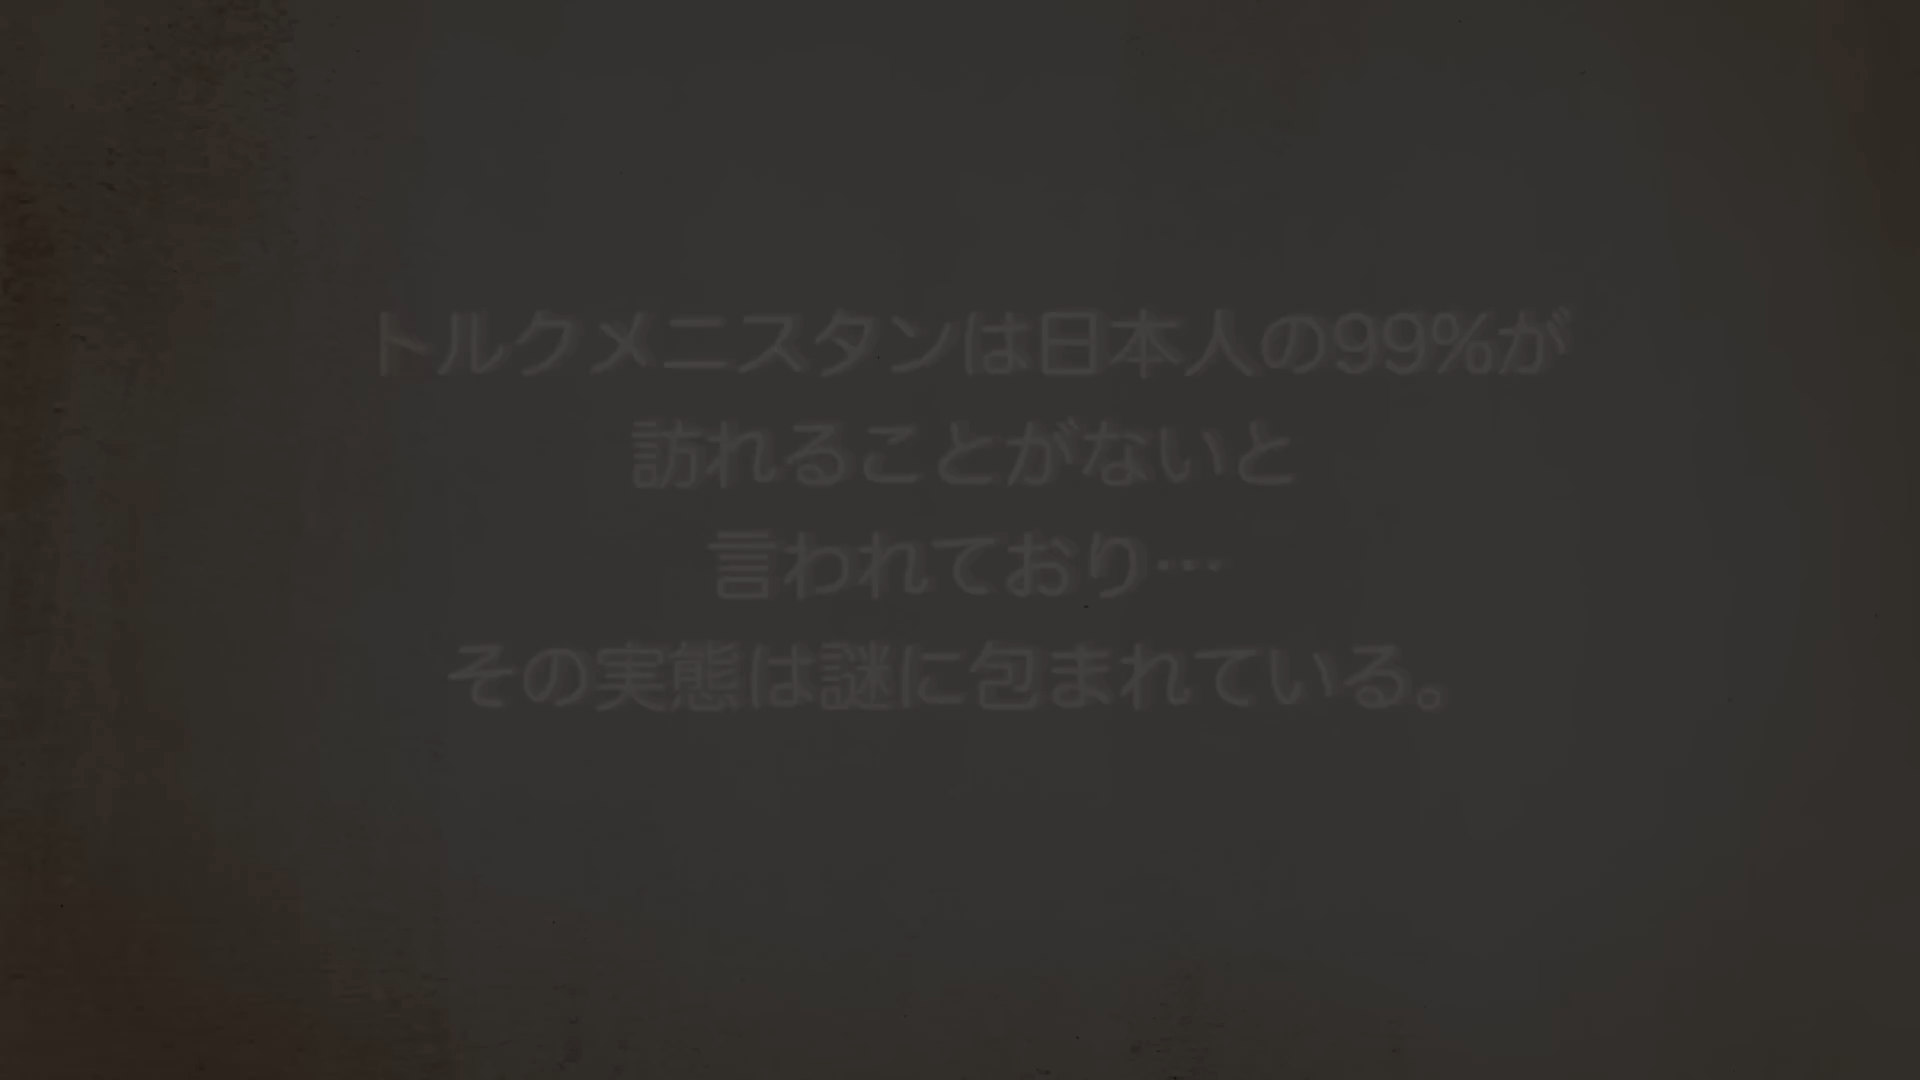 トルクメニスタンは日本人の99%が
訪れることがないと
言われており…
その実態は謎に包まれている。